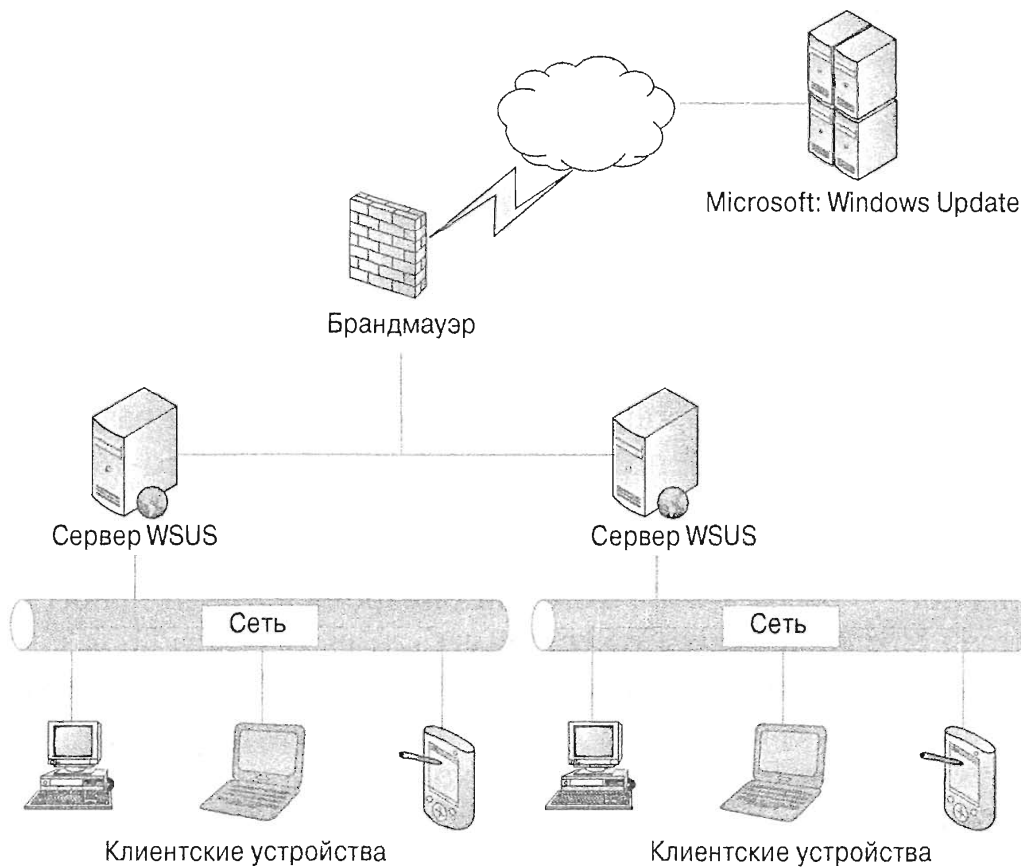 Microsoft: Windows Update
Брандмауэр
Сервер WSUS
Сервер WSUS
Сеть
Сеть
Клиентские устройства
Клиентские устройства